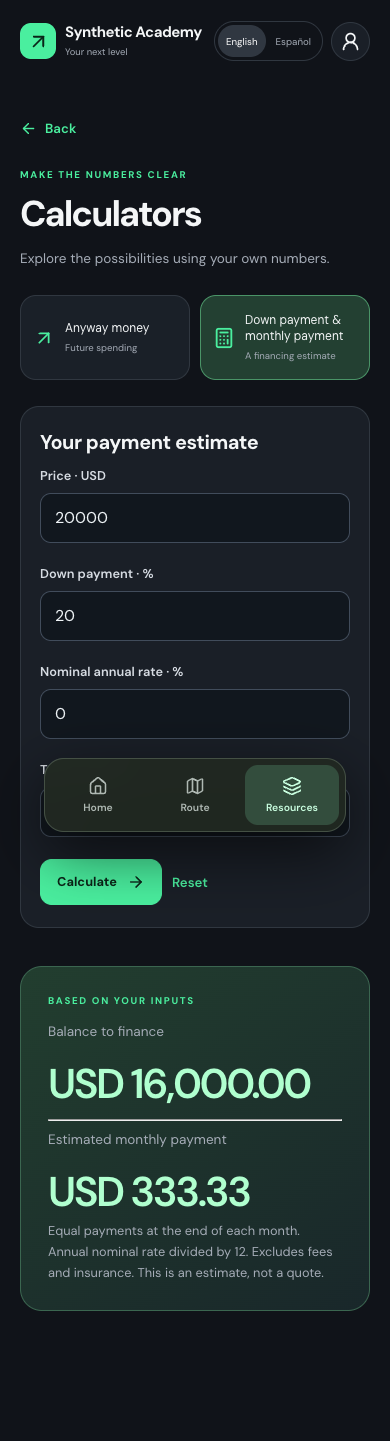 Synthetic Academy
Your next level
English
Español
Back
MAKE THE NUMBERS CLEAR
Calculators
Explore the possibilities using your own numbers.
Anyway money
Future spending
Down payment &
monthly payment
A financing estimate
Your payment estimate
Price · USD
20000
Down payment · %
20
Nominal annual rate · %
0
Home
Route
Resources
Calculate
Reset
BASED ON YOUR INPUTS
Balance to finance
USD 16,000.00
Estimated monthly payment
USD 333.33
Equal payments at the end of each month.
Annual nominal rate divided by 12. Excludes fees
and insurance. This is an estimate, not a quote.